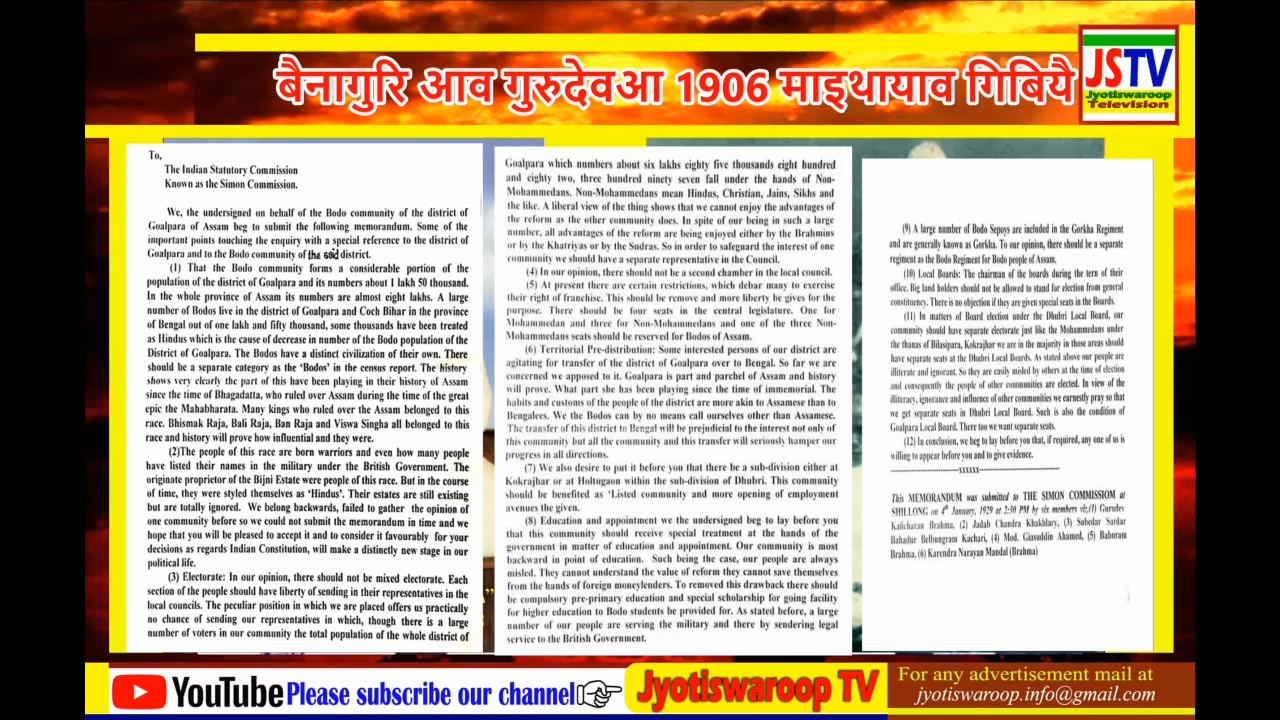 बैनागुरि आव गुरुदेवआ 1906 माइथायाव गिबियै
JSTV
Jyotiswaroop
Television
To,
The Indian Statutory Commission
Known as the Simon Commission.
We, the undersigned on behalf of the Bodo community of the district of
Goalpara of Assam beg to submit the following memorandum. Some of the
important points touching the enquiry with a special reference to the district of
Goalpara and to the Bodo community of the said district.
(1) That the Bodo community forms a considerable portion of the
population of the district of Goalpara and its numbers about 1 lakh 50 thousand.
In the whole province of Assam its numbers are almost eight lakhs. A large
number of Bodos live in the district of Goalpara and Coch Bihar in the province
of Bengal out of one lakh and fifty thousand, some thousands have been treated
as Hindus which is the cause of decrease in number of the Bodo population of the
District of Goalpara. The Bodos have a distinct civilization of their own. There
should be a separate category as the 'Bodos' in the census report. The history
shows very clearly the part of this have been playing in their history of Assam
since the time of Bhagadatta, who ruled over Assam during the time of the great
epic the Mahabharata. Many kings who ruled over the Assam belonged to this
race. Bhismak Raja, Bali Raja, Ban Raja and Viswa Singha all belonged to this
race and history will prove how influential and they were.
(2)The people of this race are born warriors and even how many people
have listed their names in the military under the British Government. The
originate proprietor of the Bijni Estate were people of this race. But in the course
of time, they were styled themselves as 'Hindus'. Their estates are still existing
but are totally ignored. We belong backwards, failed to gather the opinion of
one community before so we could not submit the memorandum in time and we
hope that you will be pleased to accept it and to consider it favourably for your
decisions as regards Indian Constitution, will make a distinctly new stage in our
political life.
(3) Electorate: In our opinion, there should not be mixed electorate. Each
section of the people should have liberty of sending in their representatives in the
local councils. The peculiar position in which we are placed offers us practically
no chance of sending our representatives in which, though there is a large
number of voters in our community the total population of the whole district of
Goalpara which numbers about six lakhs eighty five thousands eight hundred
and eighty two, three hundred ninety seven fall under the hands of Non-
Mohammedans. Non-Mohammedans mean Hindus, Christian, Jains, Sikhs and
the like. A liberal view of the thing shows that we cannot enjoy the advantages of
the reform as the other community does. In spite of our being in such a large
number, all advantages of the reform are being enjoyed either by the Brahmins
or by the Khatriyas or by the Sudras. So in order to safeguard the interest of one
community we should have a separate representative in the Council.
(4) In our opinion, there should not be a second chamber in the local council.
(5) At present there are certain restrictions, which debar many to exercise
their right of franchise. This should be remove and more liberty be gives for the
purpose. There should be four seats in the central legislature. One for
Mohammedan and three for Non-Mohammedans and one of the three Non-
Mohammedans seats should be reserved for Bodos of Assam.
(6) Territorial Pre-distribution: Some interested persons of our district are
agitating for transfer of the district of Goalpara over to Bengal. So far we are
concerned we apposed to it. Goalpara is part and parchel of Assam and history
will prove. What part she has been playing since the time of immemorial. The
habits and customs of the people of the district are more akin to Assamese than to
Bengalees. We the Bodos can by no means call ourselves other than Assamese.
The transfer of this district to Bengal will be prejudicial to the interest not only of
this community but all the community and this transfer will seriously hamper our
progress in all directions.
(7) We also desire to put it before you that there be a sub-division either at
Kokrajhar or at Holtugaon within the sub-division of Dhubri. This community
should be benefited as 'Listed community and more opening of employment
avenues the given.
(8) Education and appointment we the undersigned beg to lay before you
that this community should receive special treatment at the hands of the
government in matter of education and appointment. Our community is most
backward in point of education. Such being the case, our people are always
misled. They cannot understand the value of reform they cannot save themselves
from the hands of foreign moneylenders. To removed this drawback there should
be compulsory pre-primary education and special scholarship for going facility
for higher education to Bodo students be provided for. As stated before, a large
number of our people are serving the military and there by sendering legal
service to the British Government.
(9) A large number of Bodo Sepoys are included in the Gorkha Regiment
and are generally known as Gorkha. To our opinion, there should be a separate
regiment as the Bodo Regiment for Bodo people of Assam.
(10) Local Boards: The chairman of the boards during the tern of their
office. Big land holders should not be allowed to stand for election from general
constituency. There is no objection if they are given special seats in the Boards.
(11) In matters of Board election under the Dhubri Local Board, our
community should have separate electorate just like the Mohammedans under
the thanas of Bilasipara, Kokrajhar we are in the majority in those areas should
have separate seats at the Dhubri Local Boards. As stated above our people are
illiterate and ignorant. So they are easily misled by others at the time of election
and consequently the people of other communities are elected. In view of the
illiteracy, ignorance and influence of other communities we earnestly pray so that
we get separate seats in Dhubri Local Board. Such is also the condition of
Goalpara Local Board. There too we want separate seats.
(12) In conclusion, we beg to lay before you that, if required, any one of us is
willing to appear before you and to give evidence.
------------------------xxxxx------------------------
This MEMORANDUM was submitted to THE SIMON COMMISSIOM at
SHILLONG on 4th January, 1929 at 2:30 PM by six members viz,(1) Gurudev
Kalicharan Brahma, (2) Jadab Chandra Khakhlary, (3) Subedar Sardar
Bahadur Belbungram Kachari, (4) Mod. Giasuddin Ahamed, (5) Baburam
Brahma, (6) Karendra Narayan Mandal (Brahma)
YouTube Please subscribe our channel Jyotiswaroop TV
For any advertisement mail at
jyotiswaroop.info@gmail.com